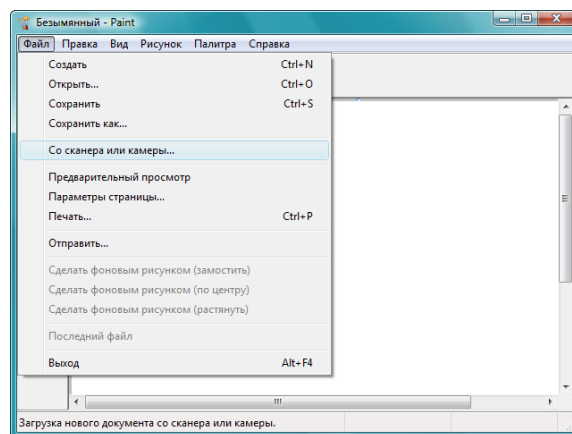 Безымянный - Paint
Файл Правка Вид Рисунок Палитра Справка
Создать Ctrl+N
Открыть... Ctrl+O
Сохранить Ctrl+S
Сохранить как...
Со сканера или камеры...
Предварительный просмотр
Параметры страницы...
Печать... Ctrl+P
Отправить...
Сделать фоновым рисунком (замостить)
Сделать фоновым рисунком (по центру)
Сделать фоновым рисунком (растянуть)
Последний файл
Выход Alt+F4
Загрузка нового документа со сканера или камеры.